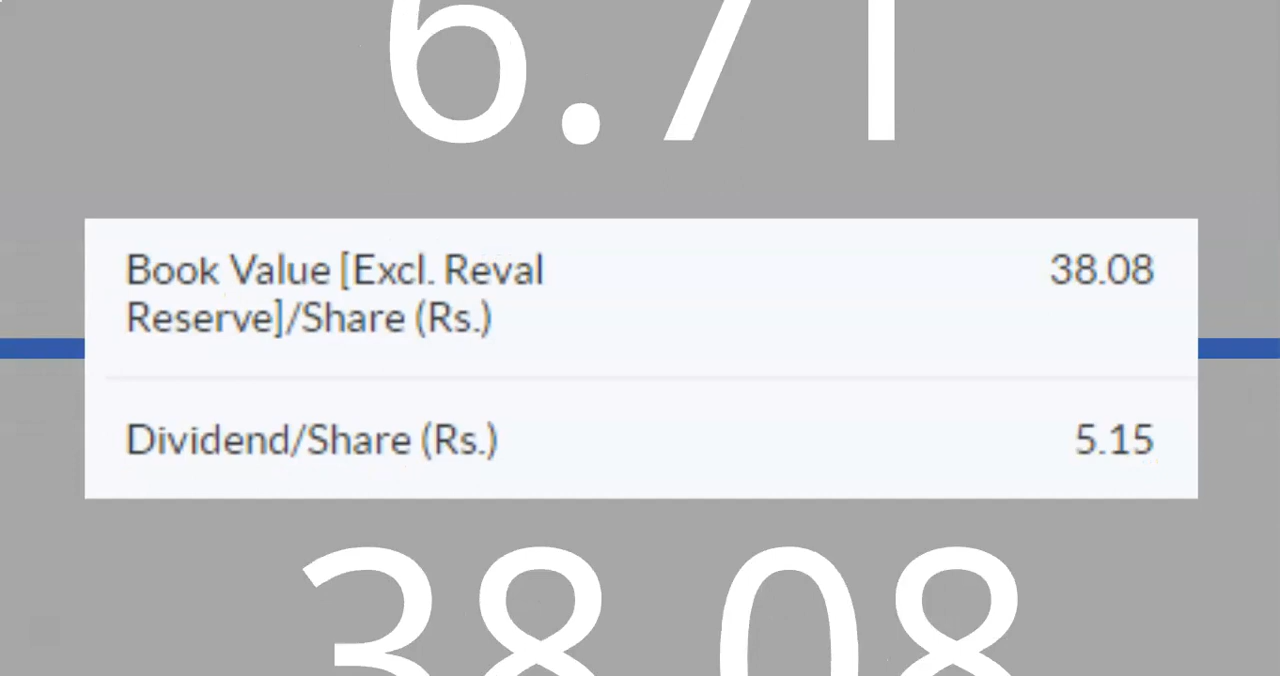 6.71
Book Value [Excl. Reval 38.08
Reserve]/Share (Rs.)
Dividend/Share (Rs.) 5.15
38.08